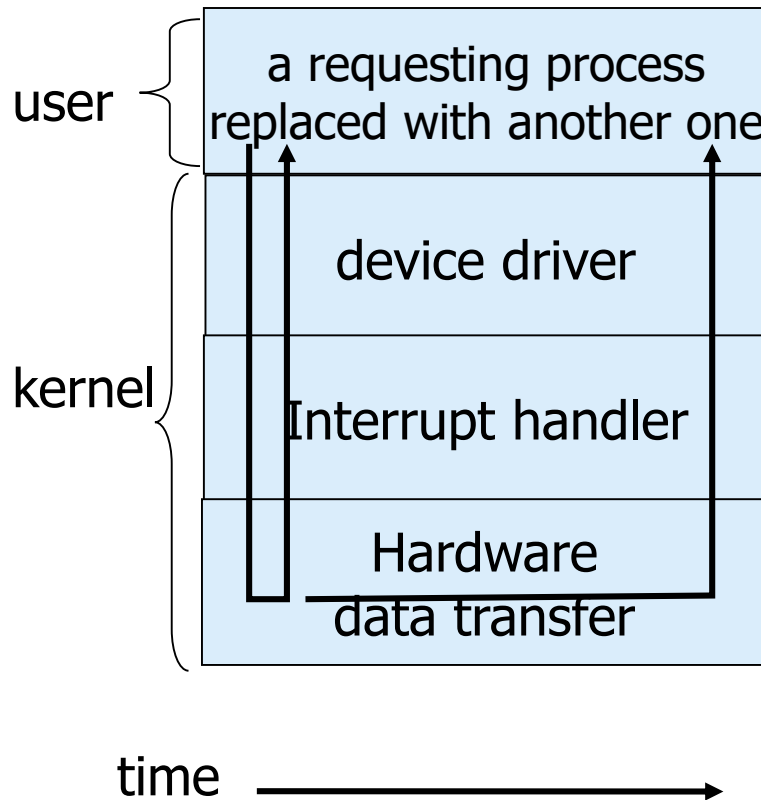 user
a requesting process
replaced with another one
device driver
kernel
Interrupt handler
Hardware
data transfer
time